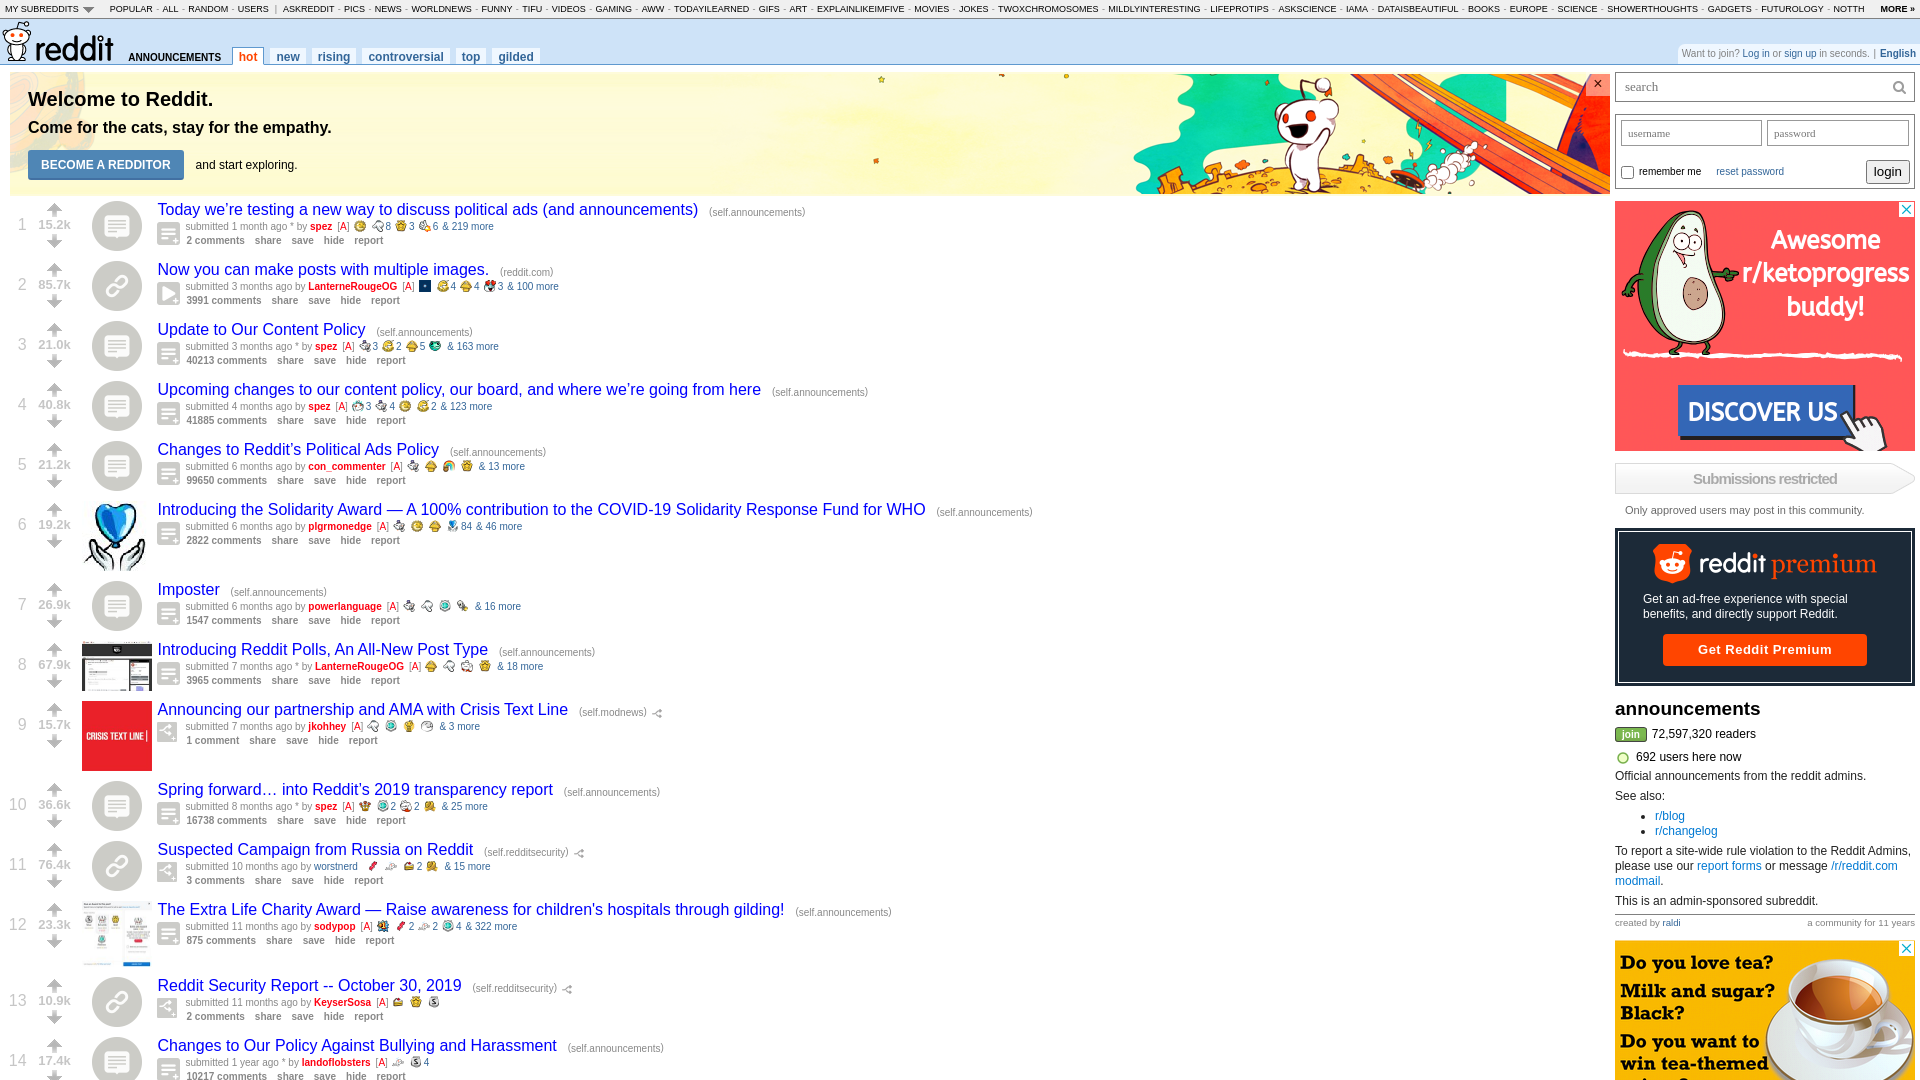 MY SUBREDDITS POPULAR - ALL - RANDOM - USERS | ASKREDDIT - PICS - NEWS - WORLDNEWS - FUNNY - TIFU - VIDEOS - GAMING - AWW - TODAYILEARNED - GIFS - ART - EXPLAINLIKEIMFIVE - MOVIES - JOKES - TWOXCHROMOSOMES - MILDLYINTERESTING - LIFEPROTIPS - ASKSCIENCE - IAMA - DATAISBEAUTIFUL - BOOKS - EUROPE - SCIENCE - SHOWERTHOUGHTS - GADGETS - FUTUROLOGY - NOTTH MORE »
reddit ANNOUNCEMENTS hot new rising controversial top gilded
Want to join? Log in or sign up in seconds. | English
Welcome to Reddit.
Come for the cats, stay for the empathy.
BECOME A REDDITOR and start exploring.
×
1 15.2k
Today we’re testing a new way to discuss political ads (and announcements) (self.announcements)
submitted 1 month ago * by spez [A] 8 3 6 & 219 more
2 comments share save hide report
2 85.7k
Now you can make posts with multiple images. (reddit.com)
submitted 3 months ago by LanterneRougeOG [A] 4 4 3 & 100 more
3991 comments share save hide report
3 21.0k
Update to Our Content Policy (self.announcements)
submitted 3 months ago * by spez [A] 3 2 5 & 163 more
40213 comments share save hide report
4 40.8k
Upcoming changes to our content policy, our board, and where we’re going from here (self.announcements)
submitted 4 months ago by spez [A] 3 4 2 & 123 more
41885 comments share save hide report
5 21.2k
Changes to Reddit’s Political Ads Policy (self.announcements)
submitted 6 months ago by con_commenter [A] & 13 more
99650 comments share save hide report
6 19.2k
Introducing the Solidarity Award — A 100% contribution to the COVID-19 Solidarity Response Fund for WHO (self.announcements)
submitted 6 months ago by plgrmonedge [A] 84 & 46 more
2822 comments share save hide report
7 26.9k
Imposter (self.announcements)
submitted 6 months ago by powerlanguage [A] & 16 more
1547 comments share save hide report
8 67.9k
Introducing Reddit Polls, An All-New Post Type (self.announcements)
submitted 7 months ago * by LanterneRougeOG [A] & 18 more
3965 comments share save hide report
9 15.7k
CRISIS TEXT LINE |
Announcing our partnership and AMA with Crisis Text Line (self.modnews)
submitted 7 months ago by jkohhey [A] & 3 more
1 comment share save hide report
10 36.6k
Spring forward… into Reddit’s 2019 transparency report (self.announcements)
submitted 8 months ago * by spez [A] 2 2 & 25 more
16738 comments share save hide report
11 76.4k
Suspected Campaign from Russia on Reddit (self.redditsecurity)
submitted 10 months ago by worstnerd 2 & 15 more
3 comments share save hide report
12 23.3k
The Extra Life Charity Award — Raise awareness for children's hospitals through gilding! (self.announcements)
submitted 11 months ago by sodypop [A] 2 2 4 & 322 more
875 comments share save hide report
13 10.9k
Reddit Security Report -- October 30, 2019 (self.redditsecurity)
submitted 11 months ago by KeyserSosa [A]
2 comments share save hide report
14 17.4k
Changes to Our Policy Against Bullying and Harassment (self.announcements)
submitted 1 year ago * by landoflobsters [A] 4
10217 comments share save hide report
search
username password
remember me reset password login
Awesome
r/ketoprogress
buddy!
DISCOVER US
Submissions restricted
Only approved users may post in this community.
reddit premium
Get an ad-free experience with special
benefits, and directly support Reddit.
Get Reddit Premium
announcements
join 72,597,320 readers
692 users here now
Official announcements from the reddit admins.
See also:
• r/blog
• r/changelog
To report a site-wide rule violation to the Reddit Admins,
please use our report forms or message /r/reddit.com
modmail.
This is an admin-sponsored subreddit.
created by raldi a community for 11 years
Do you love tea?
Milk and sugar?
Black?
Do you want to
win tea-themed